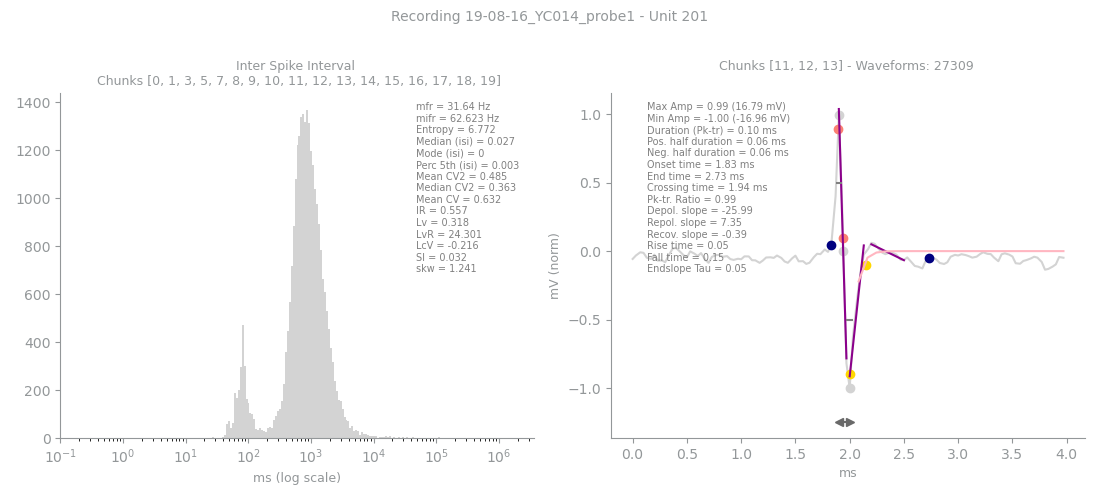 Recording 19-08-16_YC014_probe1 - Unit 201
Inter Spike Interval
Chunks [0, 1, 3, 5, 7, 8, 9, 10, 11, 12, 13, 14, 15, 16, 17, 18, 19]
1400
1200
1000
800
600
400
200
0
mfr = 31.64 Hz
mifr = 62.623 Hz
Entropy = 6.772
Median (isi) = 0.027
Mode (isi) = 0
Perc 5th (isi) = 0.003
Mean CV2 = 0.485
Median CV2 = 0.363
Mean CV = 0.632
IR = 0.557
Lv = 0.318
LvR = 24.301
LcV = -0.216
SI = 0.032
skw = 1.241
10⁻¹ 10⁰ 10¹ 10² 10³ 10⁴ 10⁵ 10⁶
ms (log scale)
Chunks [11, 12, 13] - Waveforms: 27309
mV (norm)
1.0
0.5
0.0
−0.5
−1.0
Max Amp = 0.99 (16.79 mV)
Min Amp = -1.00 (-16.96 mV)
Duration (Pk-tr) = 0.10 ms
Pos. half duration = 0.06 ms
Neg. half duration = 0.06 ms
Onset time = 1.83 ms
End time = 2.73 ms
Crossing time = 1.94 ms
Pk-tr. Ratio = 0.99
Depol. slope = -25.99
Repol. slope = 7.35
Recov. slope = -0.39
Rise time = 0.05
Fall time = 0.15
Endslope Tau = 0.05
0.0 0.5 1.0 1.5 2.0 2.5 3.0 3.5 4.0
ms